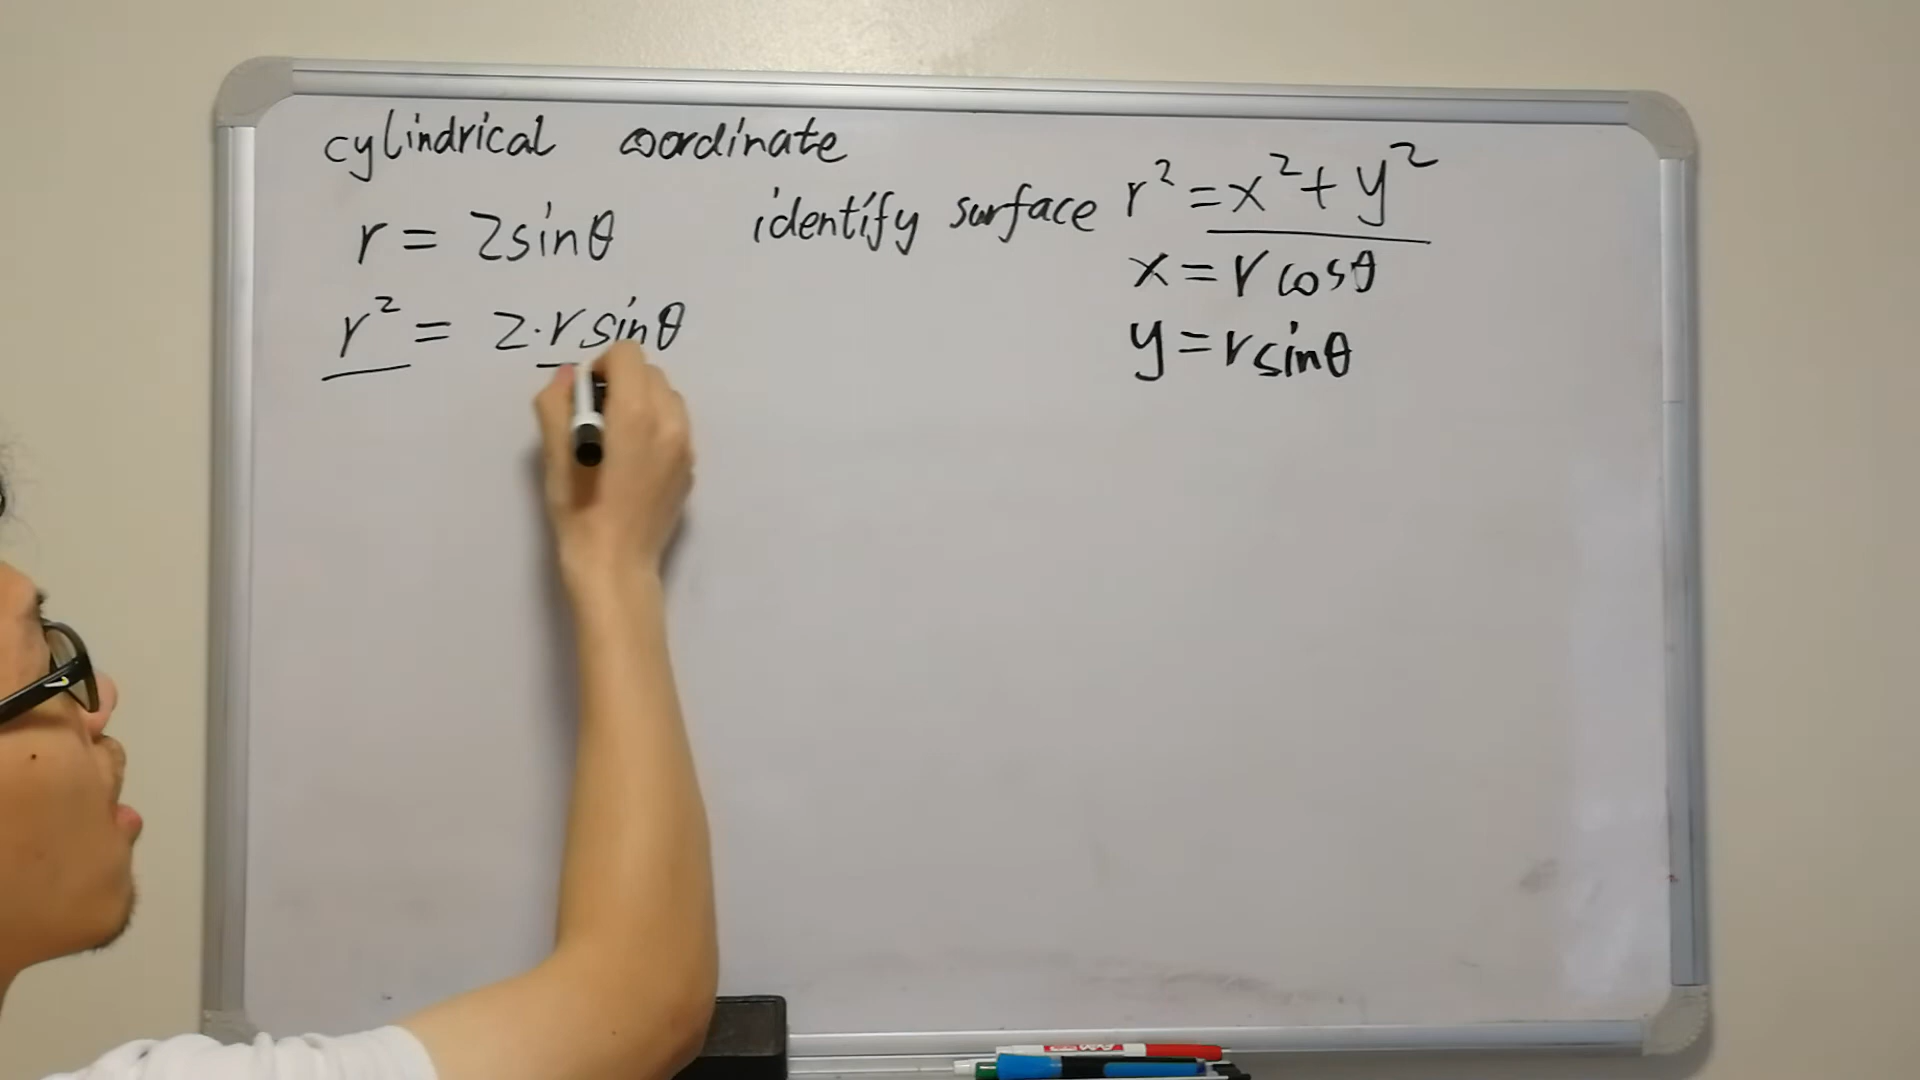 cylindrical coordinate
r = 2sinθ
r² = 2·r sinθ
identify surface
r² = x² + y²
x = r cosθ
y = r sinθ